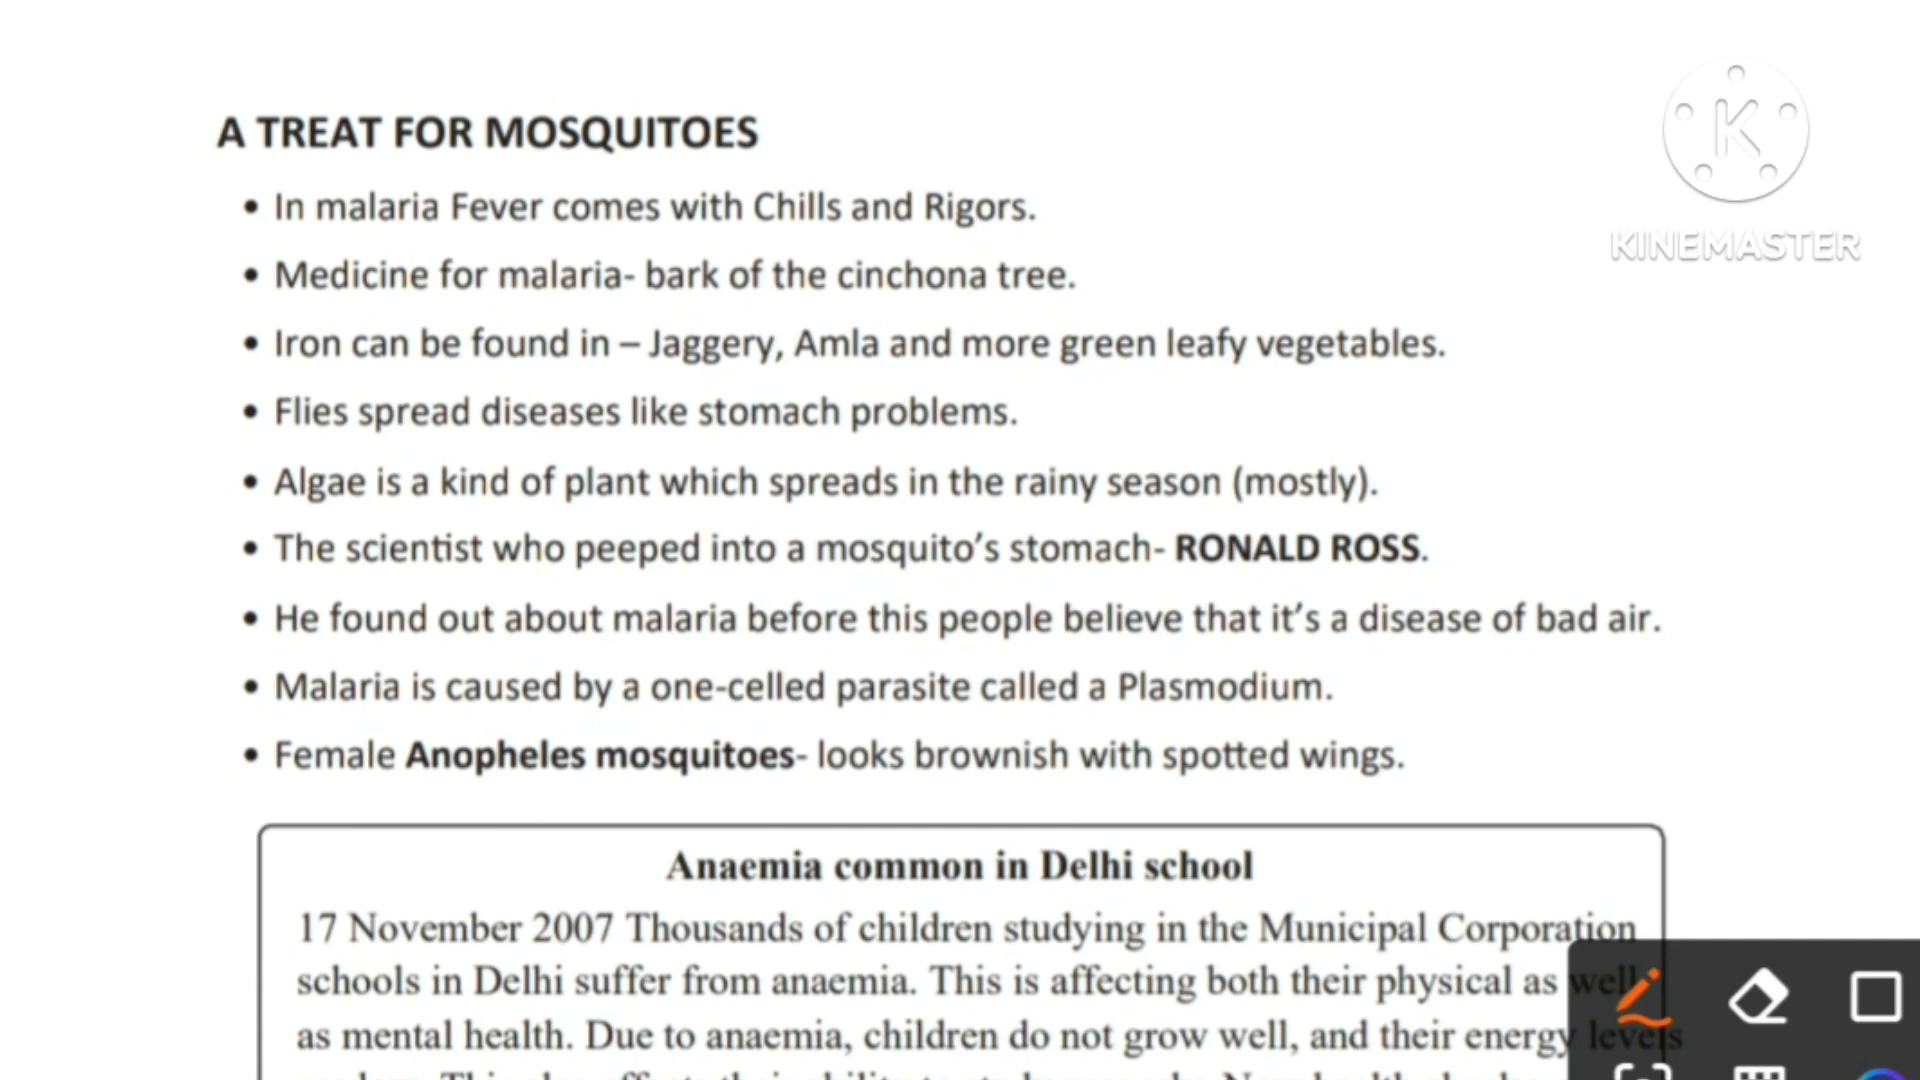 A TREAT FOR MOSQUITOES
• In malaria Fever comes with Chills and Rigors.
• Medicine for malaria- bark of the cinchona tree.
• Iron can be found in – Jaggery, Amla and more green leafy vegetables.
• Flies spread diseases like stomach problems.
• Algae is a kind of plant which spreads in the rainy season (mostly).
• The scientist who peeped into a mosquito's stomach- RONALD ROSS.
• He found out about malaria before this people believe that it's a disease of bad air.
• Malaria is caused by a one-celled parasite called a Plasmodium.
• Female Anopheles mosquitoes- looks brownish with spotted wings.
Anaemia common in Delhi school
17 November 2007 Thousands of children studying in the Municipal Corporation
schools in Delhi suffer from anaemia. This is affecting both their physical as well
as mental health. Due to anaemia, children do not grow well, and their energy levels
K
KINEMASTER